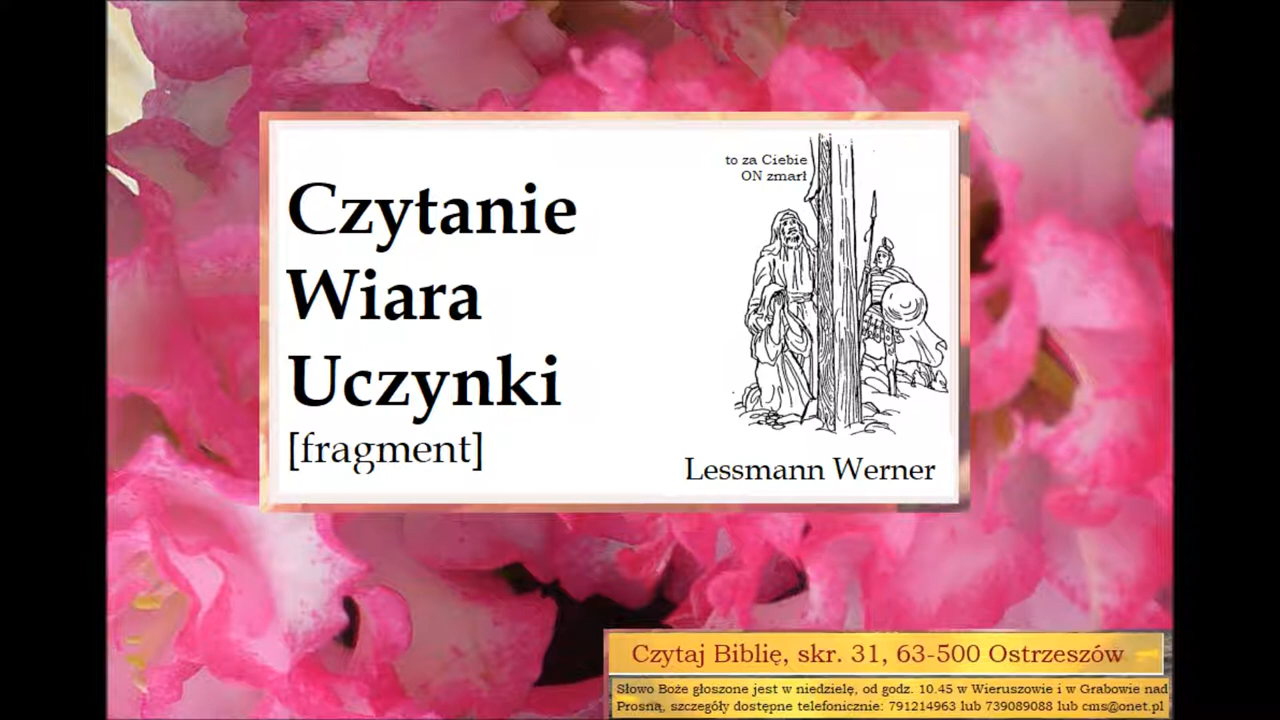 Czytanie
Wiara
Uczynki
[fragment]
to za Ciebie
ON zmarł
Lessmann Werner
Czytaj Biblię, skr. 31, 63-500 Ostrzeszów
Słowo Boże głoszone jest w niedzielę, od godz. 10.45 w Wieruszowie i w Grabowie nad
Prosną, szczegóły dostępne telefonicznie: 791214963 lub 739089088 lub cms@onet.pl